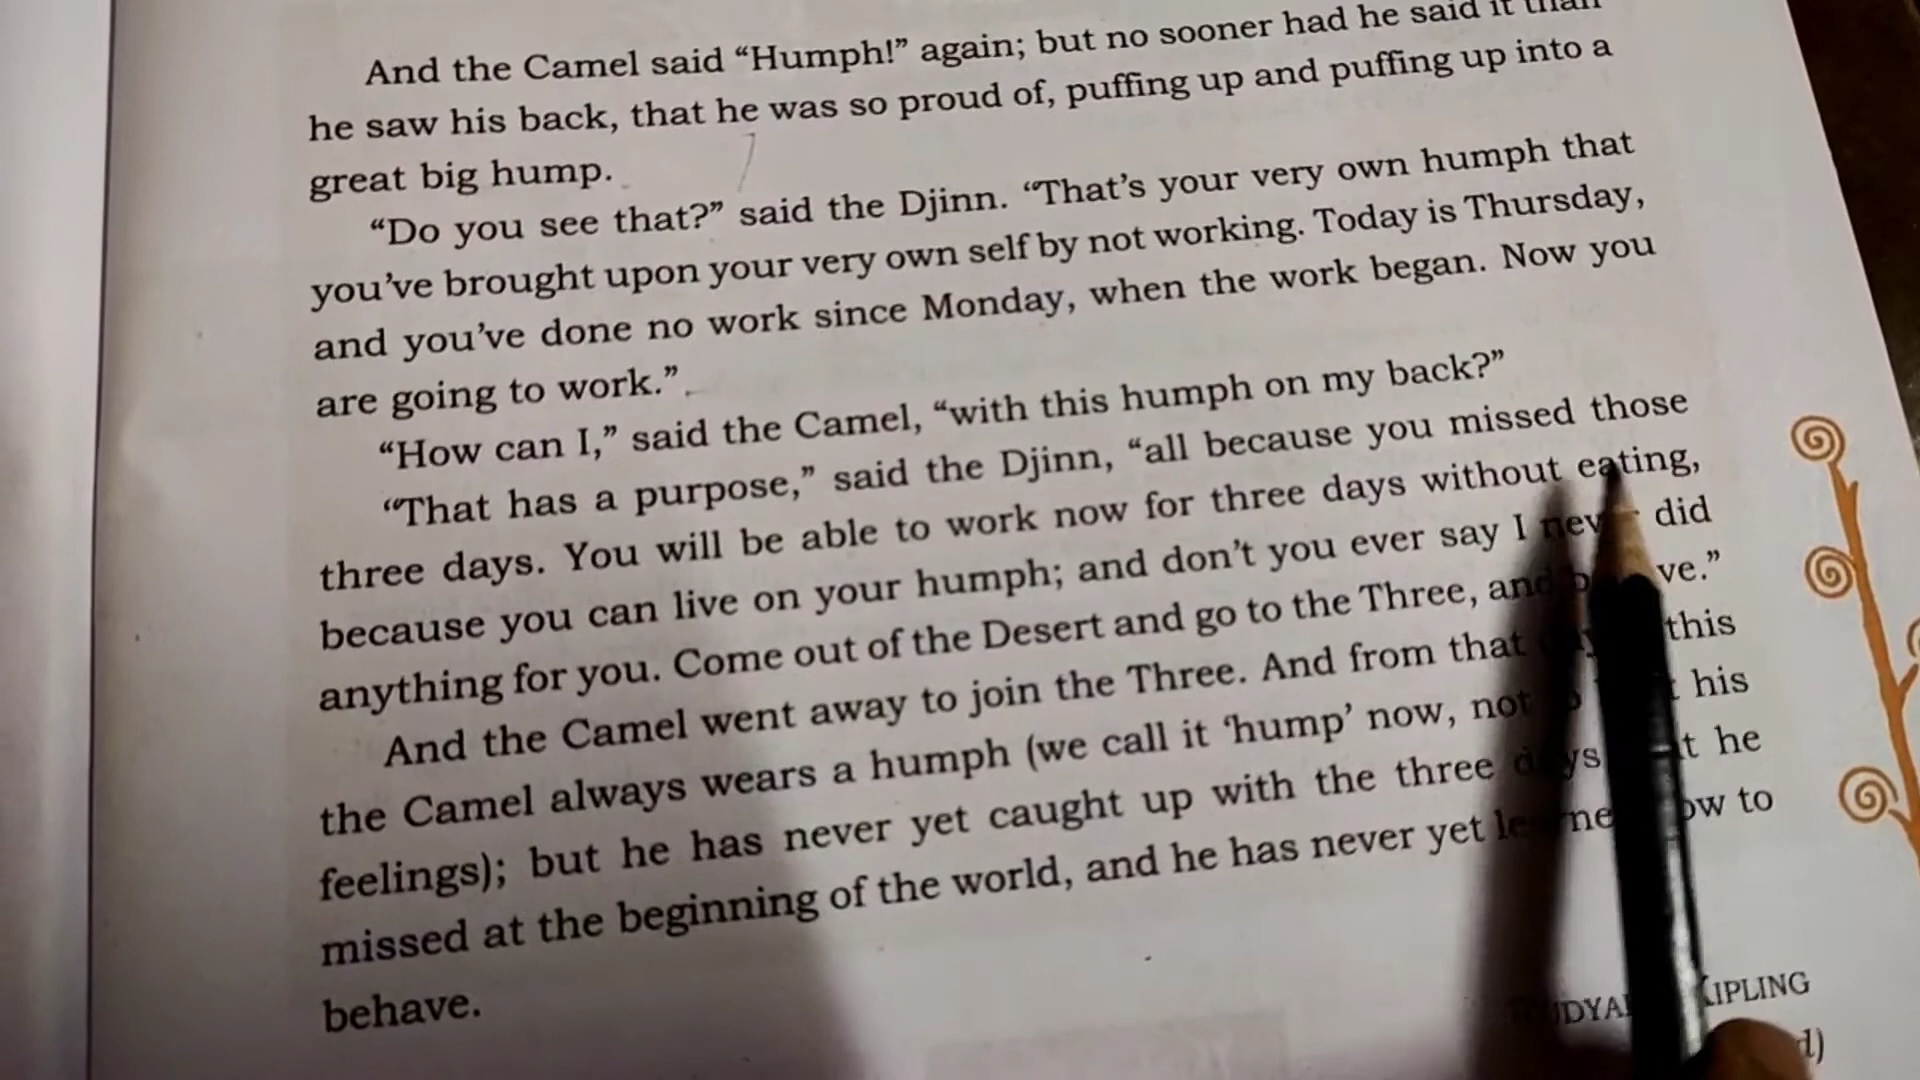 And the Camel said “Humph!” again; but no sooner had he said it than
he saw his back, that he was so proud of, puffing up and puffing up into a
great big hump.
“Do you see that?” said the Djinn. “That’s your very own humph that
you’ve brought upon your very own self by not working. Today is Thursday,
and you’ve done no work since Monday, when the work began. Now you
are going to work.”
“How can I,” said the Camel, “with this humph on my back?”
“That has a purpose,” said the Djinn, “all because you missed those
three days. You will be able to work now for three days without eating,
because you can live on your humph; and don’t you ever say I never did
anything for you. Come out of the Desert and go to the Three, and behave.”
And the Camel went away to join the Three. And from that this
the Camel always wears a humph (we call it ‘hump’ now, not his
feelings); but he has never yet caught up with the three days that he
missed at the beginning of the world, and he has never yet learned how to
behave.
KIPLING